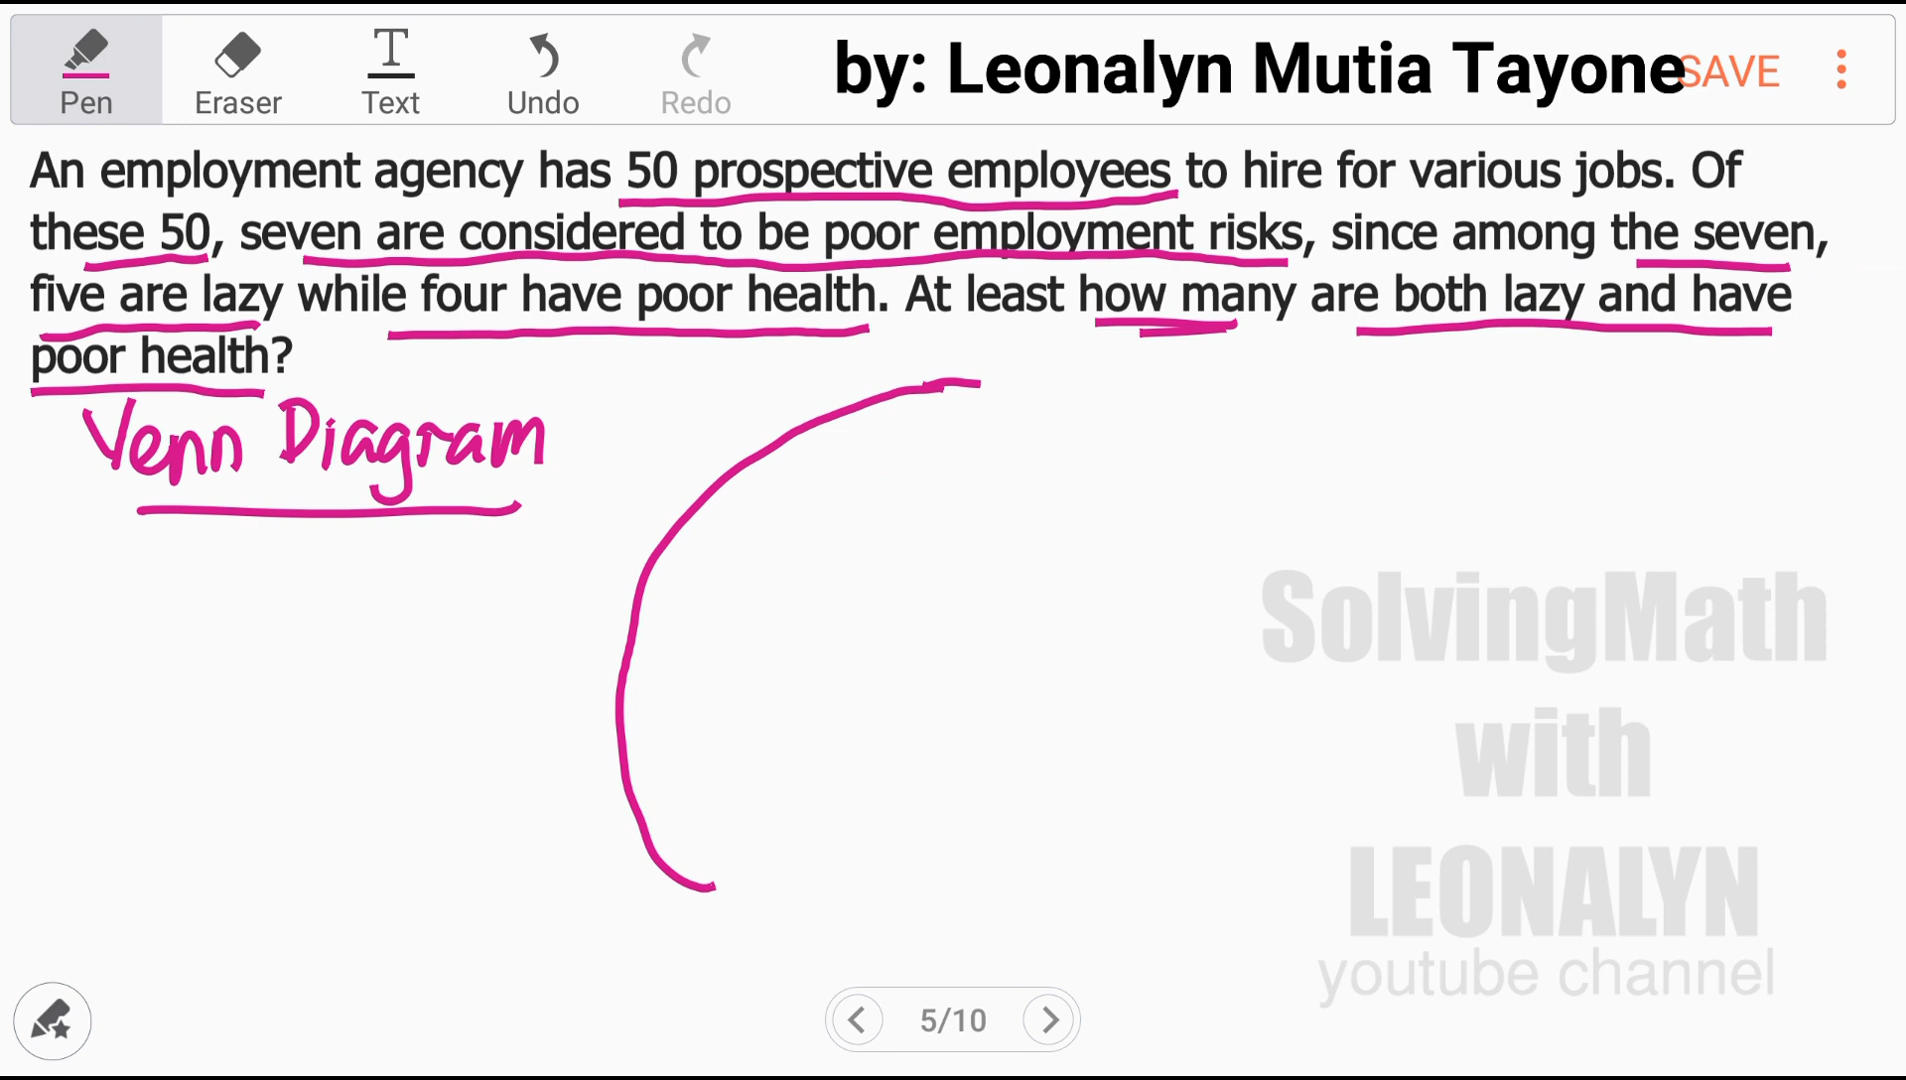 Pen
Eraser
Text
Undo
Redo
by: Leonalyn Mutia Tayone
SAVE
An employment agency has 50 prospective employees to hire for various jobs. Of
these 50, seven are considered to be poor employment risks, since among the seven,
five are lazy while four have poor health. At least how many are both lazy and have
poor health?
Venn Diagram
SolvingMath
with
LEONALYN
youtube channel
5/10